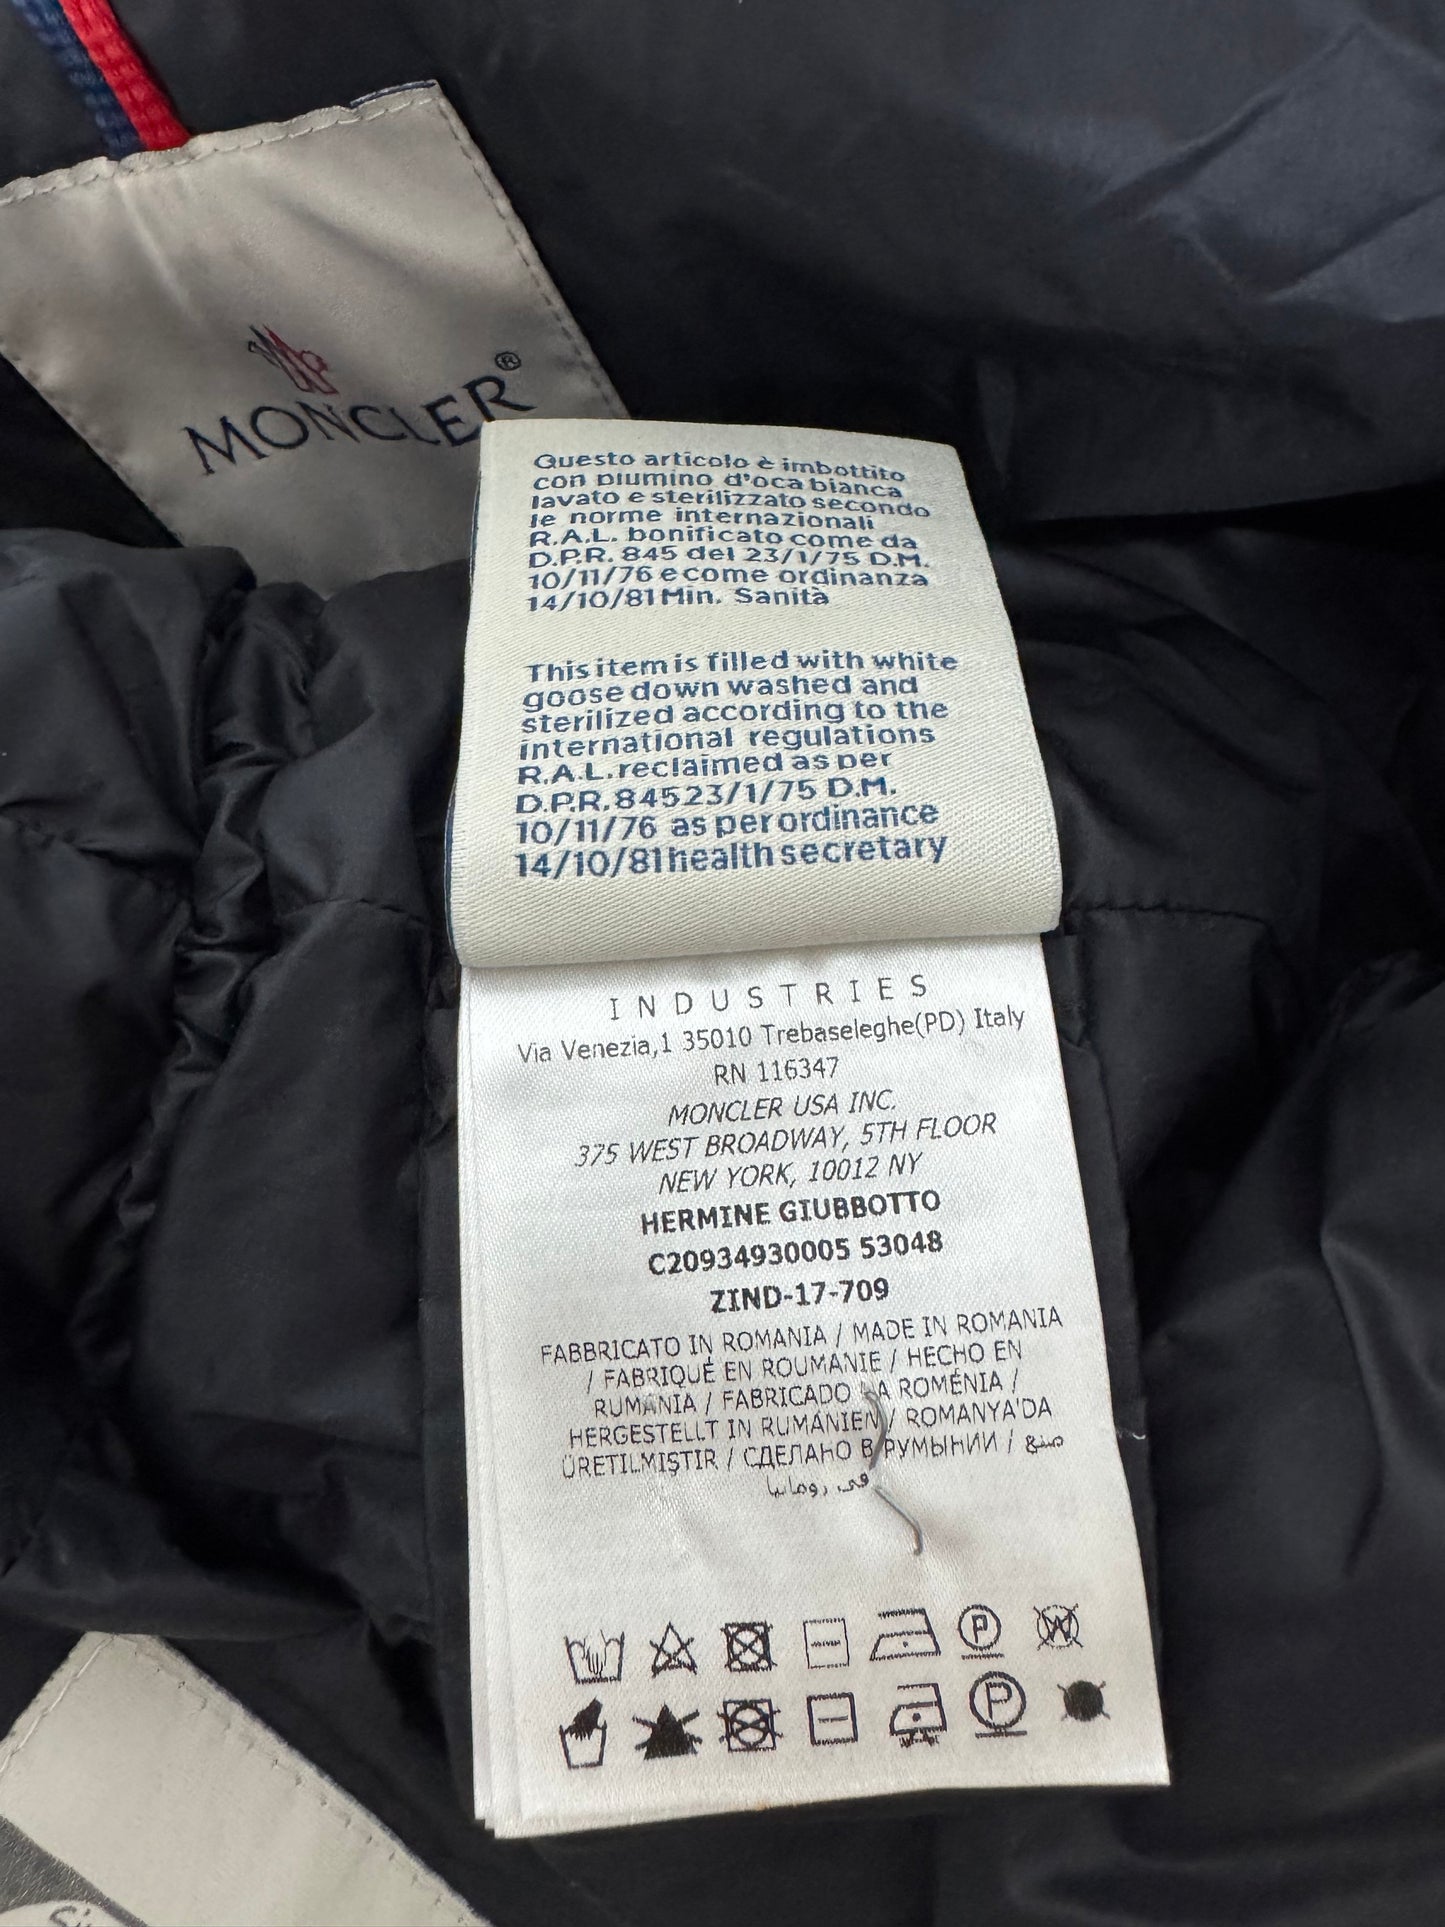 MONCLER®
Questo articolo è imbottito
con piumino d'oca bianca
lavato e sterilizzato secondo
le norme internazionali
R.A.L. bonificato come da
D.P.R. 845 del 23/1/75 D.M.
10/11/76 e come ordinanza
14/10/81 Min. Sanità
This item is filled with white
goose down washed and
sterilized according to the
international regulations
R.A.L. reclaimed as per
D.P.R. 845 23/1/75 D.M.
10/11/76 as per ordinance
14/10/81 health secretary
INDUSTRIES
Via Venezia,1 35010 Trebaseleghe(PD) Italy
RN 116347
MONCLER USA INC.
375 WEST BROADWAY, 5TH FLOOR
NEW YORK, 10012 NY
HERMINE GIUBBOTTO
C20934930005 53048
ZIND-17-709
FABBRICATO IN ROMANIA / MADE IN ROMANIA
/ FABRIQUÉ EN ROUMANIE / HECHO EN
RUMANIA / FABRICADO NA ROMÉNIA /
HERGESTELLT IN RUMÄNIEN / ROMANYA'DA
ÜRETILMIŞTIR / СДЕЛАНО В РУМЫНИИ / صنع
في رومانيا
P W
P